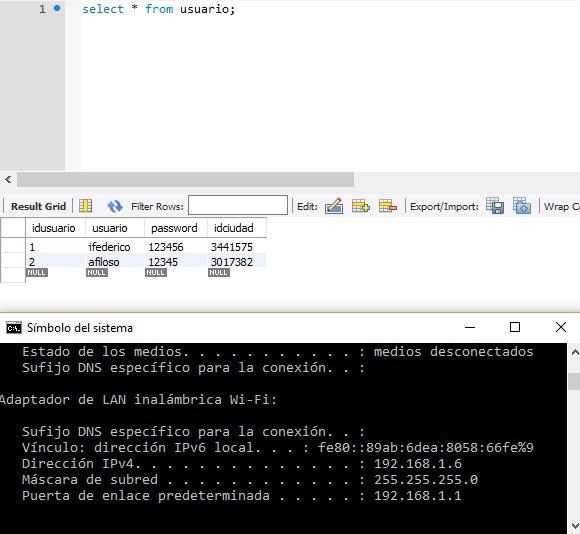 1 select * from usuario;
Result Grid Filter Rows: Edit: Export/Import: Wrap C
idusuario usuario password idciudad
1 ifederico 123456 3441575
2 afiloso 12345 3017382
NULL NULL NULL NULL
C:\. Símbolo del sistema
Estado de los medios. . . . . . . . . . . : medios desconectados
Sufijo DNS específico para la conexión. . :
Adaptador de LAN inalámbrica Wi-Fi:
Sufijo DNS específico para la conexión. . :
Vínculo: dirección IPv6 local. . . : fe80::89ab:6dea:8058:66fe%9
Dirección IPv4. . . . . . . . . . . . . . : 192.168.1.6
Máscara de subred . . . . . . . . . . . . : 255.255.255.0
Puerta de enlace predeterminada . . . . . : 192.168.1.1